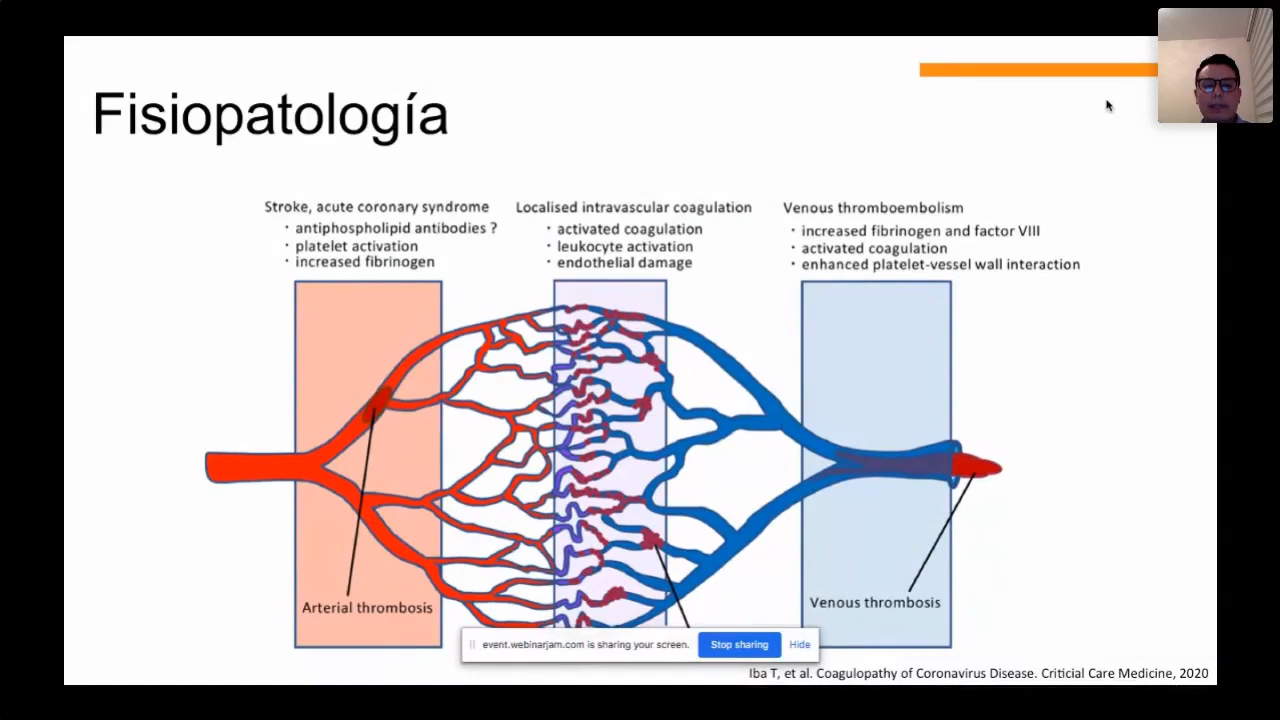 Fisiopatología
Stroke, acute coronary syndrome
· antiphospholipid antibodies ?
· platelet activation
· increased fibrinogen
Localised intravascular coagulation
· activated coagulation
· leukocyte activation
· endothelial damage
Venous thromboembolism
· increased fibrinogen and factor VIII
· activated coagulation
· enhanced platelet-vessel wall interaction
Arterial thrombosis
Venous thrombosis
event.webinarjam.com is sharing your screen.
Stop sharing
Hide
Iba T, et al. Coagulopathy of Coronavirus Disease. Criticial Care Medicine, 2020